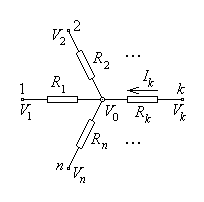 2
V₂
R₂
...
1
R₁
Iₖ
k
V₁
V₀
Rₖ
Vₖ
Rₙ
...
n
Vₙ